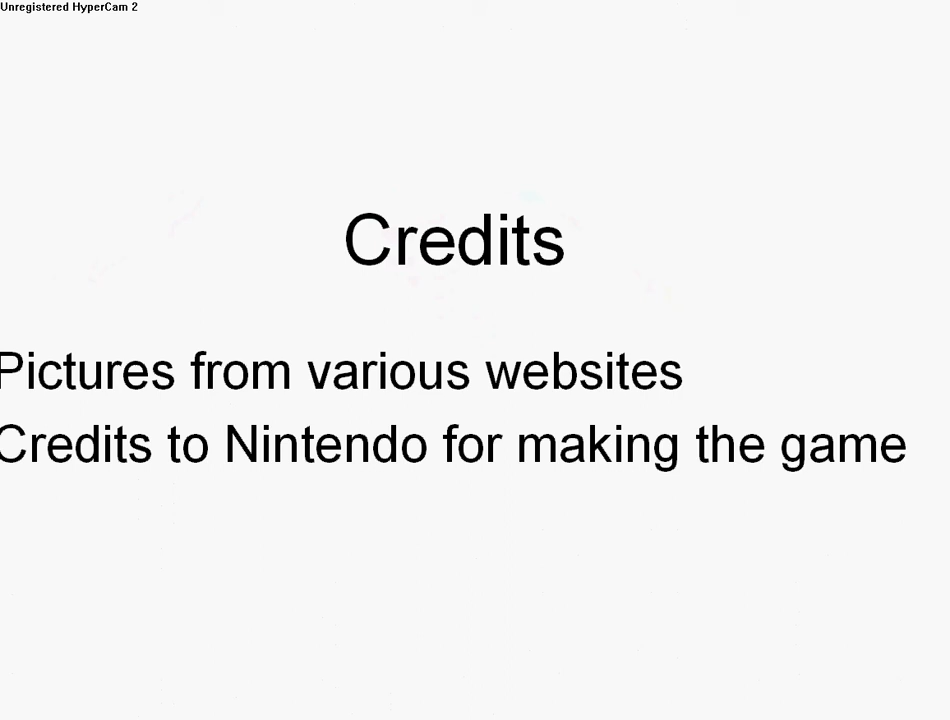 Unregistered HyperCam 2
Credits
Pictures from various websites
Credits to Nintendo for making the game